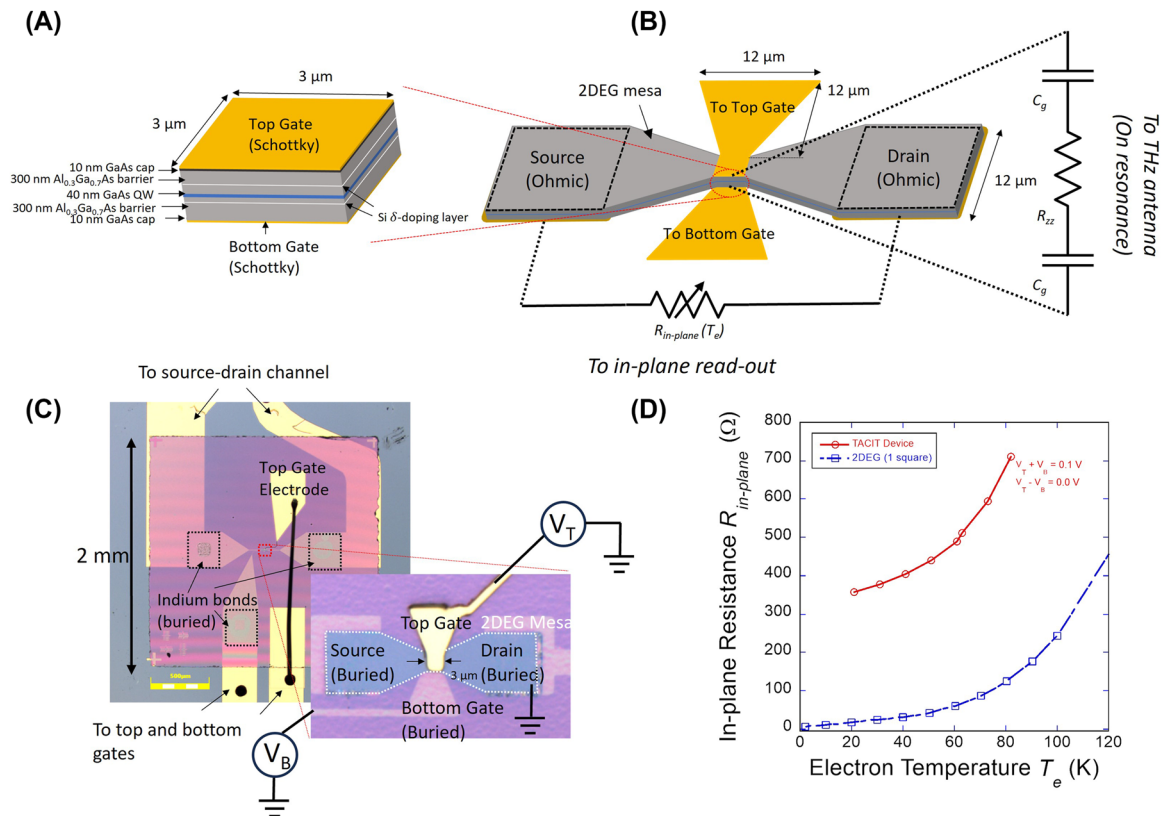 (A)
3 μm
3 μm
Top Gate
(Schottky)
10 nm GaAs cap
300 nm Al0.3Ga0.7As barrier
40 nm GaAs QW
300 nm Al0.3Ga0.7As barrier
10 nm GaAs cap
Si δ-doping layer
Bottom Gate
(Schottky)
(B)
12 μm
2DEG mesa
To Top Gate
12 μm
Source
(Ohmic)
Drain
(Ohmic)
12 μm
To Bottom Gate
Rin-plane (Te)
To in-plane read-out
Cg
Rzz
Cg
To THz antenna
(On resonance)
(C)
To source-drain channel
2 mm
Top Gate
Electrode
Indium bonds
(buried)
500μm
To top and bottom
gates
VB
VT
Top Gate
2DEG Mesa
Source
(Buried)
Drain
(Buried)
3 μm
Bottom Gate
(Buried)
(D)
In-plane Resistance Rin-plane (Ω)
800
700
600
500
400
300
200
100
0
TACIT Device
2DEG (1 square)
VT + VB = 0.1 V
VT - VB = 0.0 V
0 20 40 60 80 100 120
Electron Temperature Te (K)